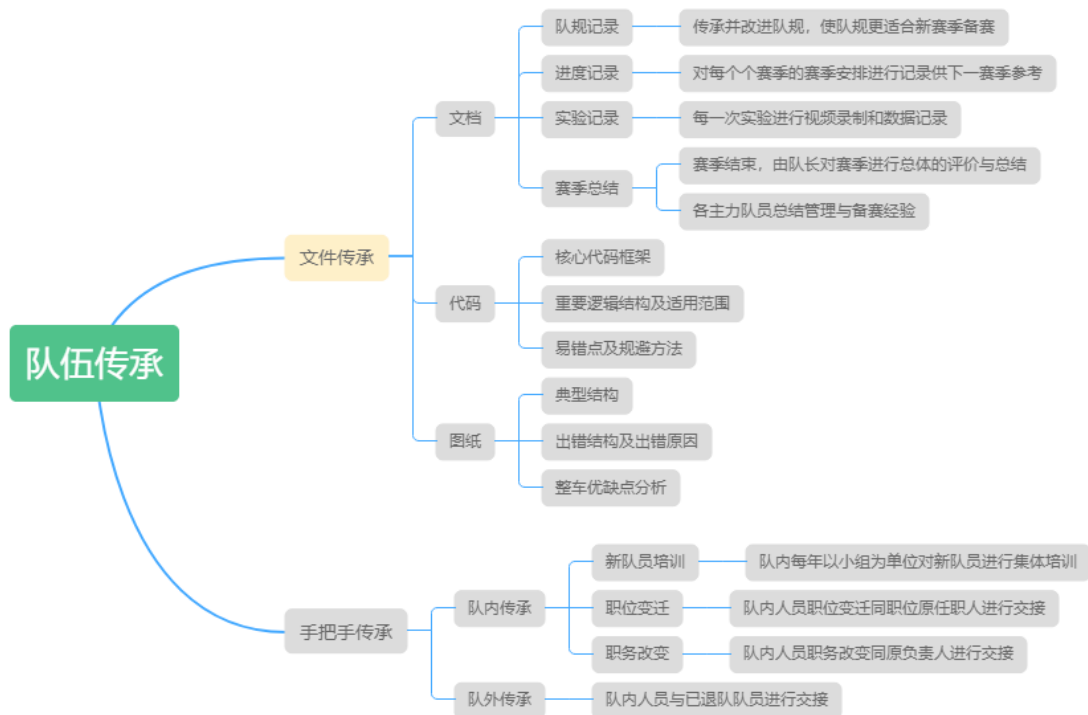 队伍传承
文件传承
文档
队规记录
传承并改进队规，使队规更适合新赛季备赛
进度记录
对每个个赛季的赛季安排进行记录供下一赛季参考
实验记录
每一次实验进行视频录制和数据记录
赛季总结
赛季结束，由队长对赛季进行总体的评价与总结
各主力队员总结管理与备赛经验
代码
核心代码框架
重要逻辑结构及适用范围
易错点及规避方法
图纸
典型结构
出错结构及出错原因
整车优缺点分析
手把手传承
队内传承
新队员培训
队内每年以小组为单位对新队员进行集体培训
职位变迁
队内人员职位变迁同职位原任职人进行交接
职务改变
队内人员职务改变同原负责人进行交接
队外传承
队内人员与已退队队员进行交接